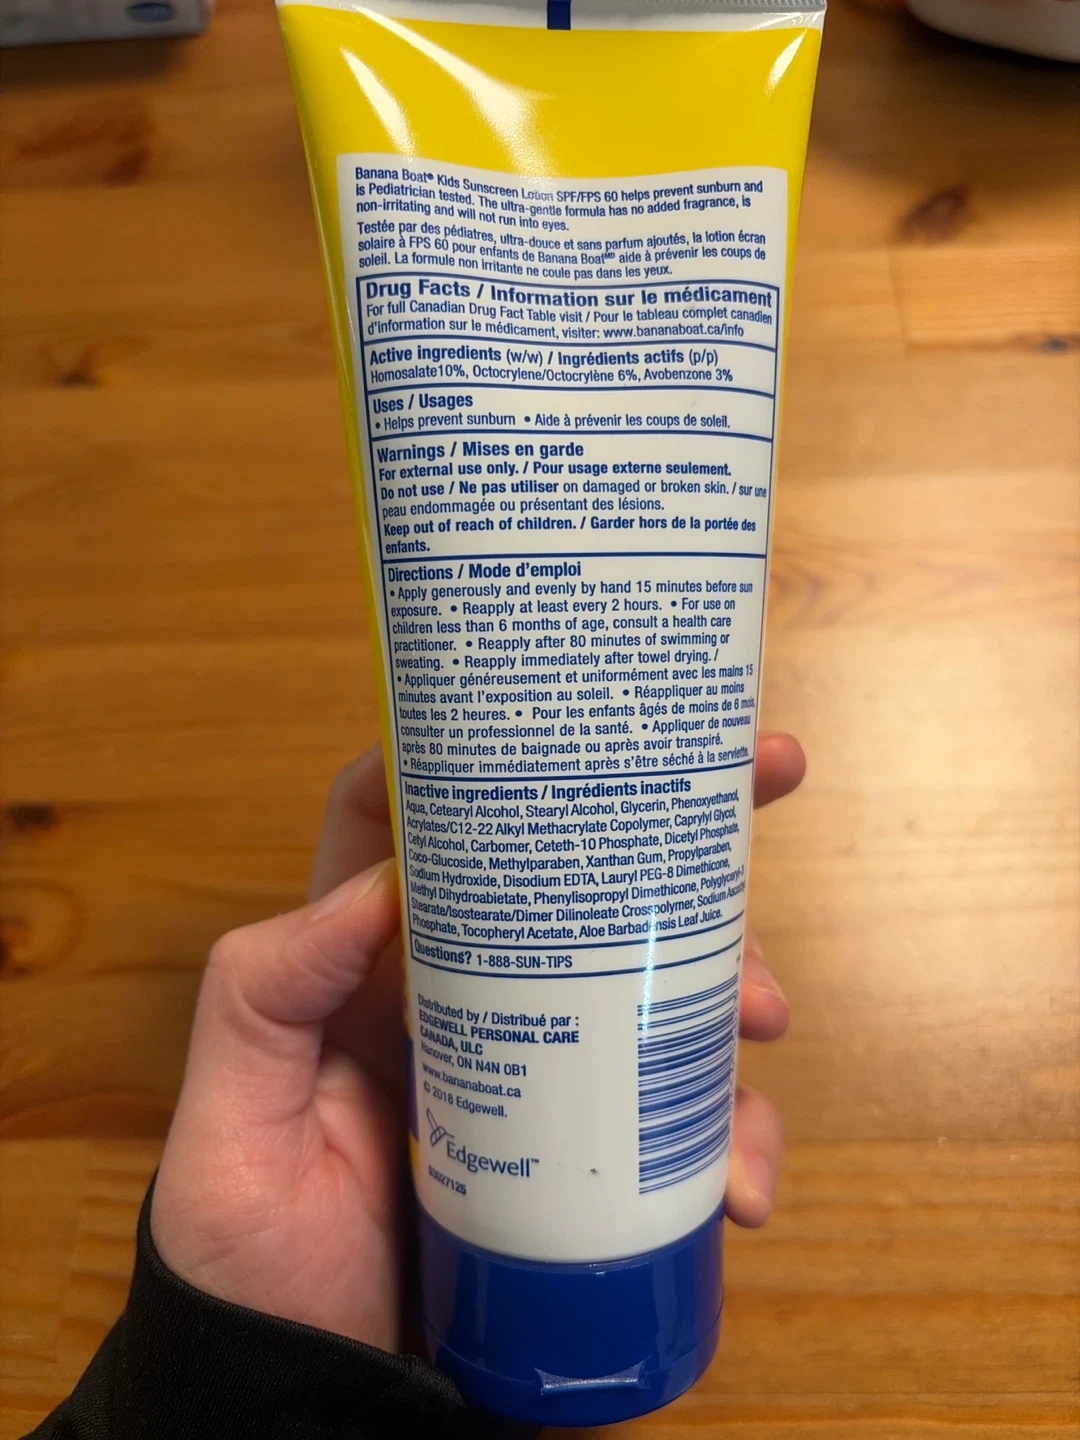 Banana Boat® Kids Sunscreen Lotion SPF/FPS 60 helps prevent sunburn and
is Pediatrician tested. The ultra-gentle formula has no added fragrance, is
non-irritating and will not run into eyes.
Testée par des pédiatres, ultra-douce et sans parfum ajoutés, la lotion écran
solaire à FPS 60 pour enfants de Banana Boatᴹᴰ aide à prévenir les coups de
soleil. La formule non irritante ne coule pas dans les yeux.
Drug Facts / Information sur le médicament
For full Canadian Drug Fact Table visit / Pour le tableau complet canadien
d'information sur le médicament, visiter: www.bananaboat.ca/info
Active ingredients (w/w) / Ingrédients actifs (p/p)
Homosalate10%, Octocrylene/Octocrylène 6%, Avobenzone 3%
Uses / Usages
• Helps prevent sunburn • Aide à prévenir les coups de soleil.
Warnings / Mises en garde
For external use only. / Pour usage externe seulement.
Do not use / Ne pas utiliser on damaged or broken skin. / sur une
peau endommagée ou présentant des lésions.
Keep out of reach of children. / Garder hors de la portée des
enfants.
Directions / Mode d'emploi
• Apply generously and evenly by hand 15 minutes before sun
exposure. • Reapply at least every 2 hours. • For use on
children less than 6 months of age, consult a health care
practitioner. • Reapply after 80 minutes of swimming or
sweating. • Reapply immediately after towel drying. /
• Appliquer généreusement et uniformément avec les mains 15
minutes avant l'exposition au soleil. • Réappliquer au moins
toutes les 2 heures. • Pour les enfants âgés de moins de 6 mois,
consulter un professionnel de la santé. • Appliquer de nouveau
après 80 minutes de baignade ou après avoir transpiré.
• Réappliquer immédiatement après s'être séché à la serviette.
Inactive ingredients / Ingrédients inactifs
Aqua, Cetearyl Alcohol, Stearyl Alcohol, Glycerin, Phenoxyethanol,
Acrylates/C12-22 Alkyl Methacrylate Copolymer, Caprylyl Glycol,
Cetyl Alcohol, Carbomer, Ceteth-10 Phosphate, Dicetyl Phosphate,
Coco-Glucoside, Methylparaben, Xanthan Gum, Propylparaben,
Sodium Hydroxide, Disodium EDTA, Lauryl PEG-8 Dimethicone,
Methyl Dihydroabietate, Phenylisopropyl Dimethicone, Polyglyceryl-3
Stearate/Isostearate/Dimer Dilinoleate Crosspolymer, Sodium Ascorbyl
Phosphate, Tocopheryl Acetate, Aloe Barbadensis Leaf Juice.
Questions? 1-888-SUN-TIPS
Distributed by / Distribué par :
EDGEWELL PERSONAL CARE
CANADA, ULC
Hanover, ON N4N 0B1
www.bananaboat.ca
© 2018 Edgewell.
Edgewell™